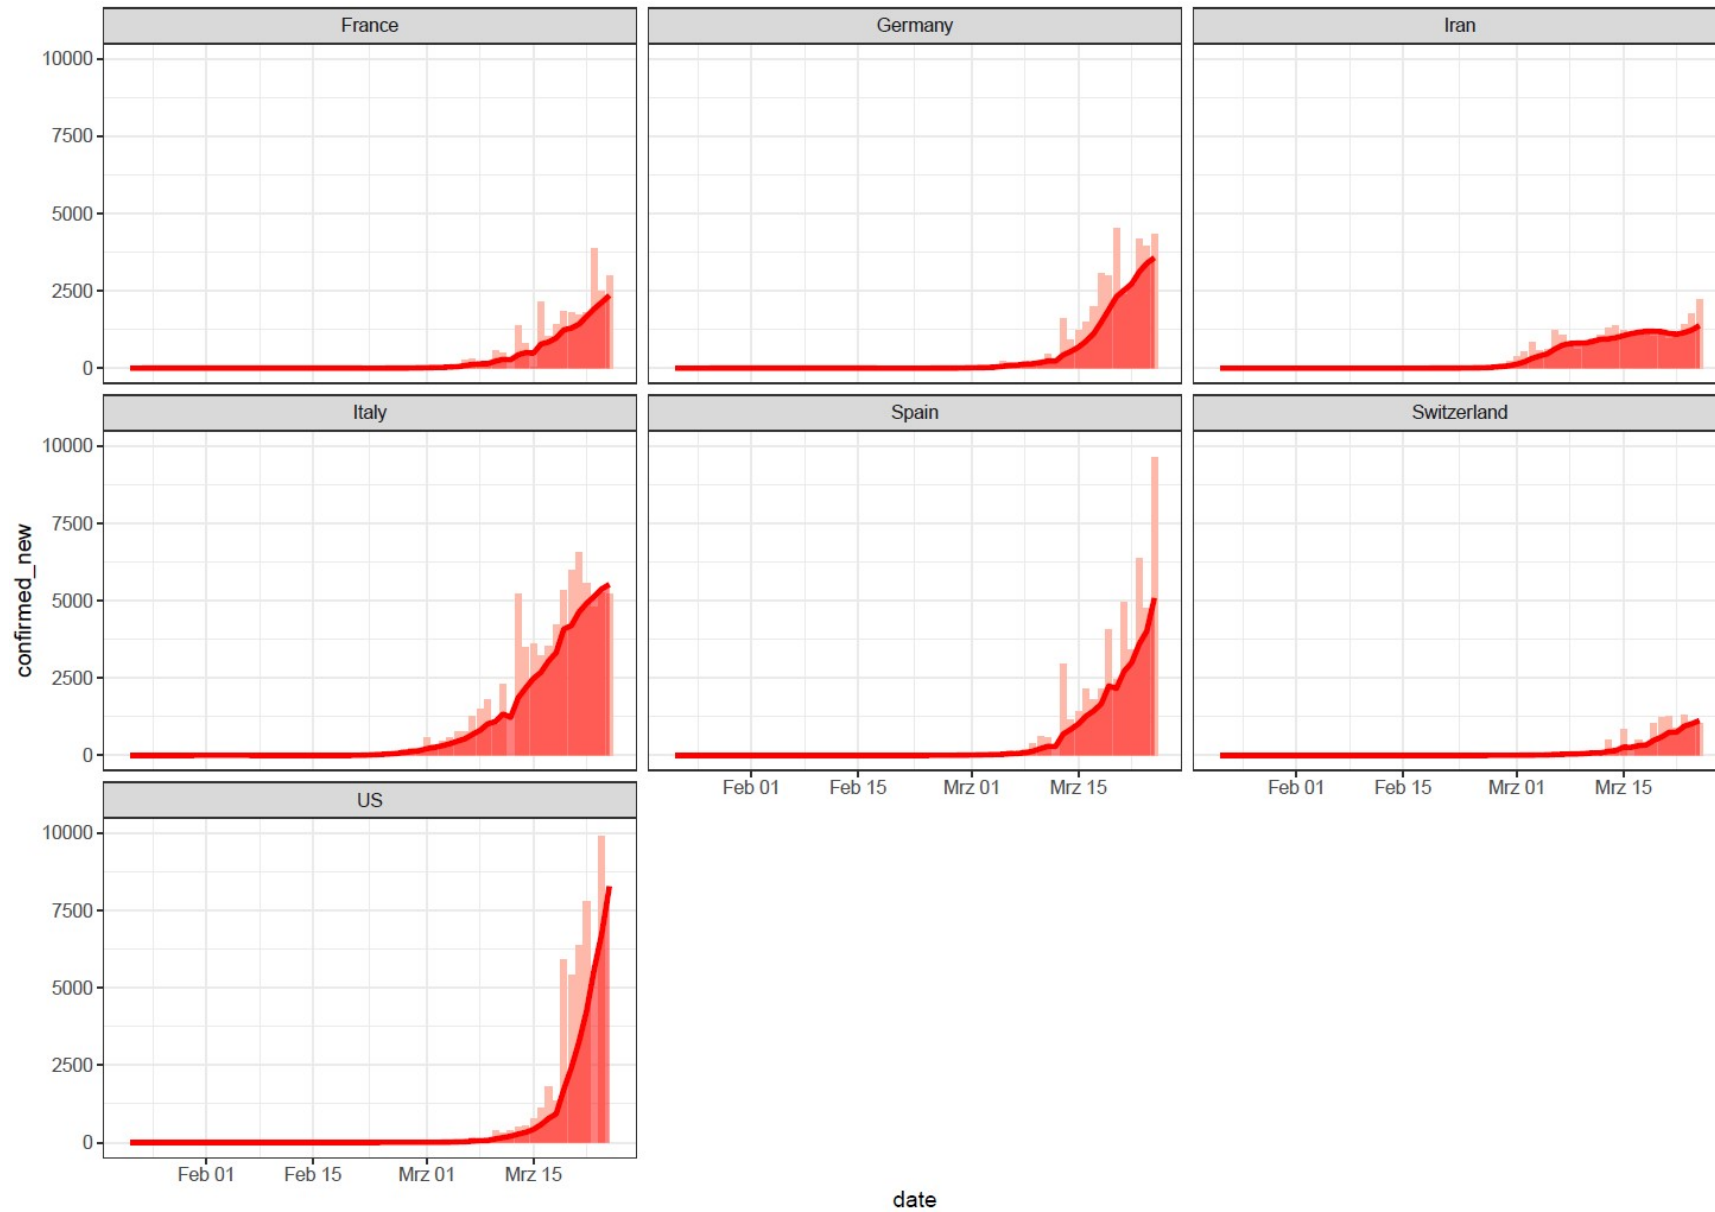 France Germany Iran
10000
7500
5000
2500
0
Italy Spain Switzerland
10000
7500
5000
2500
0
confirmed_new
Feb 01 Feb 15 Mrz 01 Mrz 15 Feb 01 Feb 15 Mrz 01 Mrz 15
US
10000
7500
5000
2500
0
Feb 01 Feb 15 Mrz 01 Mrz 15
date